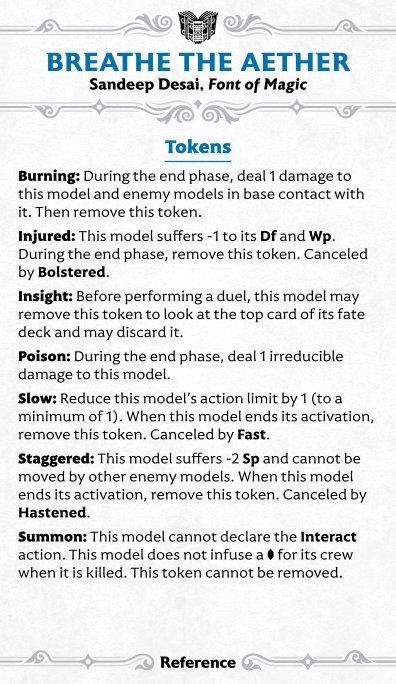 BREATHE THE AETHER
Sandeep Desai, Font of Magic
Tokens
Burning: During the end phase, deal 1 damage to
this model and enemy models in base contact with
it. Then remove this token.
Injured: This model suffers -1 to its Df and Wp.
During the end phase, remove this token. Canceled
by Bolstered.
Insight: Before performing a duel, this model may
remove this token to look at the top card of its fate
deck and may discard it.
Poison: During the end phase, deal 1 irreducible
damage to this model.
Slow: Reduce this model’s action limit by 1 (to a
minimum of 1). When this model ends its activation,
remove this token. Canceled by Fast.
Staggered: This model suffers -2 Sp and cannot be
moved by other enemy models. When this model
ends its activation, remove this token. Canceled by
Hastened.
Summon: This model cannot declare the Interact
action. This model does not infuse a for its crew
when it is killed. This token cannot be removed.
Reference